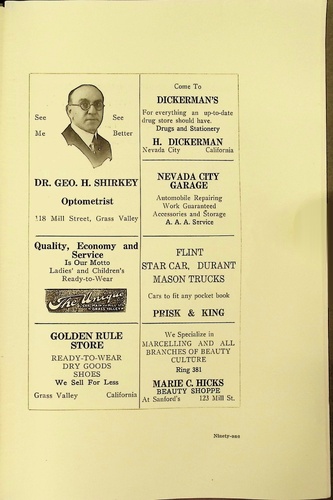 See
Me
See
Better
DR. GEO. H. SHIRKEY
Optometrist
118 Mill Street, Grass Valley
Come To
DICKERMAN'S
For everything an up-to-date
drug store should have.
Drugs and Stationery
H. DICKERMAN
Nevada City California
NEVADA CITY
GARAGE
Automobile Repairing
Work Guaranteed
Accessories and Storage
A. A. A. Service
Quality, Economy and
Service
Is Our Motto
Ladies' and Children's
Ready-to-Wear
The Unique
GRASS VALLEY
FLINT
STAR CAR, DURANT
MASON TRUCKS
Cars to fit any pocket book
PRISK & KING
GOLDEN RULE
STORE
READY-TO-WEAR
DRY GOODS
SHOES
We Sell For Less
Grass Valley California
We Specialize in
MARCELLING AND ALL
BRANCHES OF BEAUTY
CULTURE
Ring 381
MARIE C. HICKS
BEAUTY SHOPPE
At Sanford's 123 Mill St.
Ninety-one